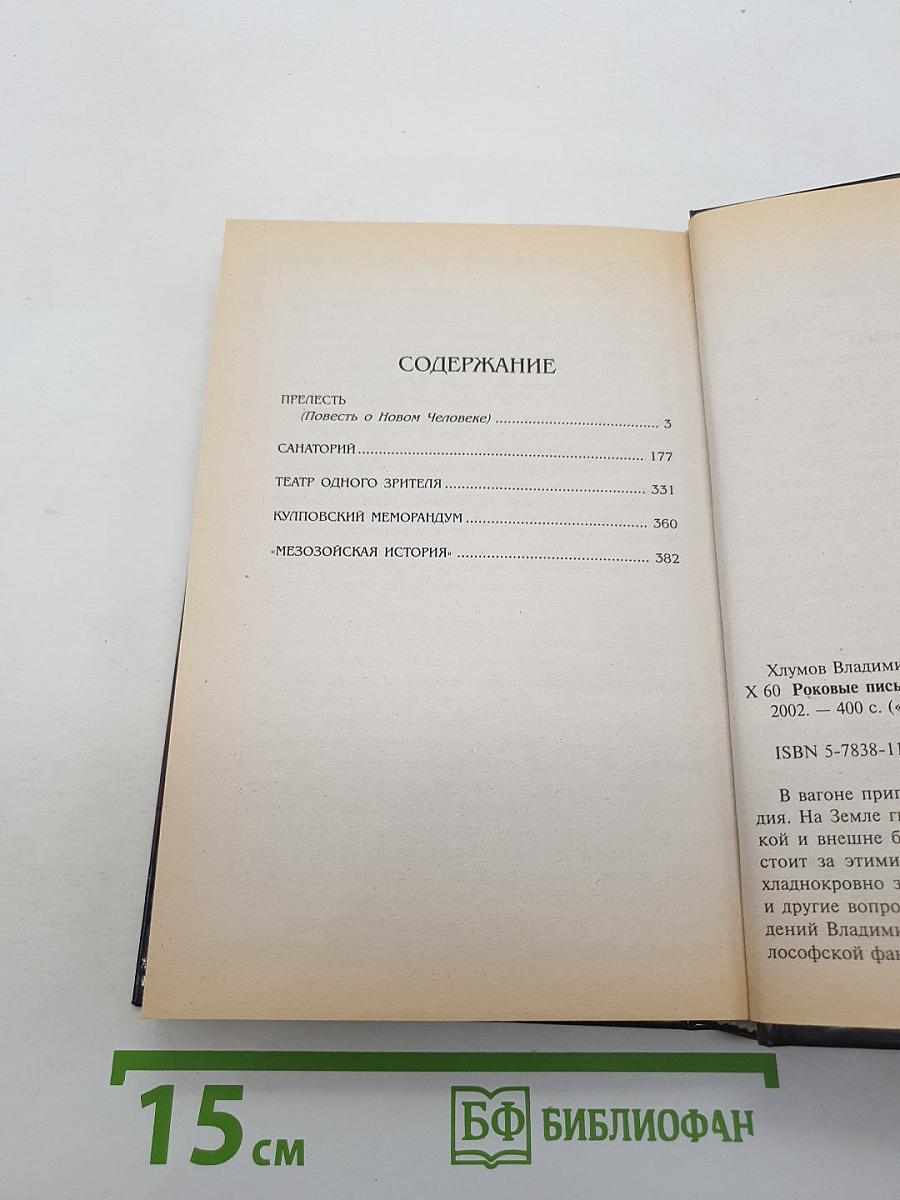 СОДЕРЖАНИЕ
ПРЕЛЕСТЬ
(Повесть о Новом Человеке) ........................................ 3
САНАТОРИЙ ........................................ 177
ТЕАТР ОДНОГО ЗРИТЕЛЯ ........................................ 331
КУЛПОВСКИЙ МЕМОРАНДУМ ........................................ 360
«МЕЗОЗОЙСКАЯ ИСТОРИЯ» ........................................ 382
Хлумов Владими
Х 60 Роковые пись
2002. — 400 с. («
ISBN 5-7838-11
В вагоне приг
дия. На Земле ги
кой и внешне б
стоит за этими
хладнокровно з
и другие вопро
дений Владими
лософской фан
15 см
БФ БИБЛИОФАН